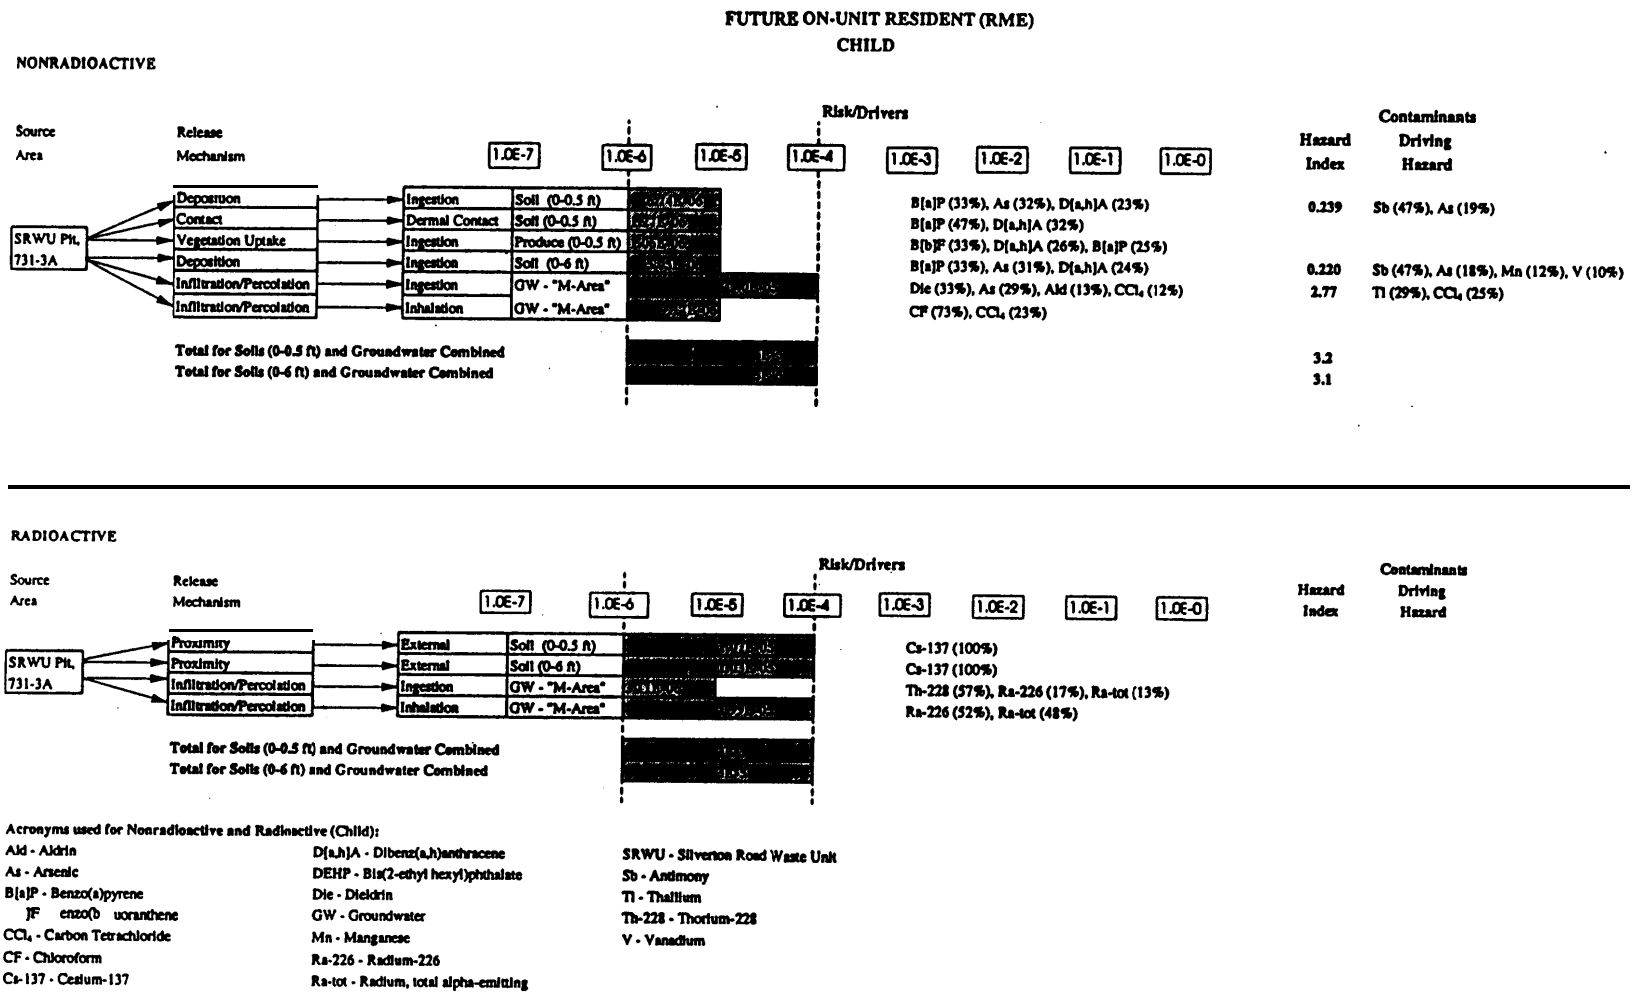 FUTURE ON-UNIT RESIDENT (RME)
CHILD
NONRADIOACTIVE
Risk/Drivers
Contaminants
Source Release Hazard Driving
Area Mechanism 1.0E-7 1.0E-6 1.0E-5 1.0E-4 1.0E-3 1.0E-2 1.0E-1 1.0E-0 Index Hazard
SRWU Pit,
731-3A
Deposition Ingestion Soil (0-0.5 ft) B[a]P (33%), As (32%), D[a,h]A (23%) 0.239 Sb (47%), As (19%)
Contact Dermal Contact Soil (0-0.5 ft) B[a]P (47%), D[a,h]A (32%)
Vegetation Uptake Ingestion Produce (0-0.5 ft) B[b]F (33%), D[a,h]A (26%), B[a]P (25%)
Deposition Ingestion Soil (0-6 ft) B[a]P (33%), As (31%), D[a,h]A (24%) 0.220 Sb (47%), As (18%), Mn (12%), V (10%)
Infiltration/Percolation Ingestion GW - "M-Area" Die (33%), As (29%), Ald (13%), CCl₄ (12%) 2.77 Tl (29%), CCl₄ (25%)
Infiltration/Percolation Inhalation GW - "M-Area" CF (73%), CCl₄ (23%)
Total for Soils (0-0.5 ft) and Groundwater Combined 3.2
Total for Soils (0-6 ft) and Groundwater Combined 3.1
RADIOACTIVE
Risk/Drivers
Contaminants
Source Release Hazard Driving
Area Mechanism 1.0E-7 1.0E-6 1.0E-5 1.0E-4 1.0E-3 1.0E-2 1.0E-1 1.0E-0 Index Hazard
SRWU Pit,
731-3A
Proximity External Soil (0-0.5 ft) Cs-137 (100%)
Proximity External Soil (0-6 ft) Cs-137 (100%)
Infiltration/Percolation Ingestion GW - "M-Area" Th-228 (57%), Ra-226 (17%), Ra-tot (13%)
Infiltration/Percolation Inhalation GW - "M-Area" Ra-226 (52%), Ra-tot (48%)
Total for Soils (0-0.5 ft) and Groundwater Combined
Total for Soils (0-6 ft) and Groundwater Combined
Acronyms used for Nonradioactive and Radioactive (Child):
Ald - Aldrin D[a,h]A - Dibenz(a,h)anthracene SRWU - Silverton Road Waste Unit
As - Arsenic DEHP - Bis(2-ethyl hexyl)phthalate Sb - Antimony
B[a]P - Benzo(a)pyrene Die - Dieldrin Tl - Thallium
]F enzo(b uoranthene GW - Groundwater Th-228 - Thorium-228
CCl₄ - Carbon Tetrachloride Mn - Manganese V - Vanadium
CF - Chloroform Ra-226 - Radium-226
Cs-137 - Cesium-137 Ra-tot - Radium, total alpha-emitting